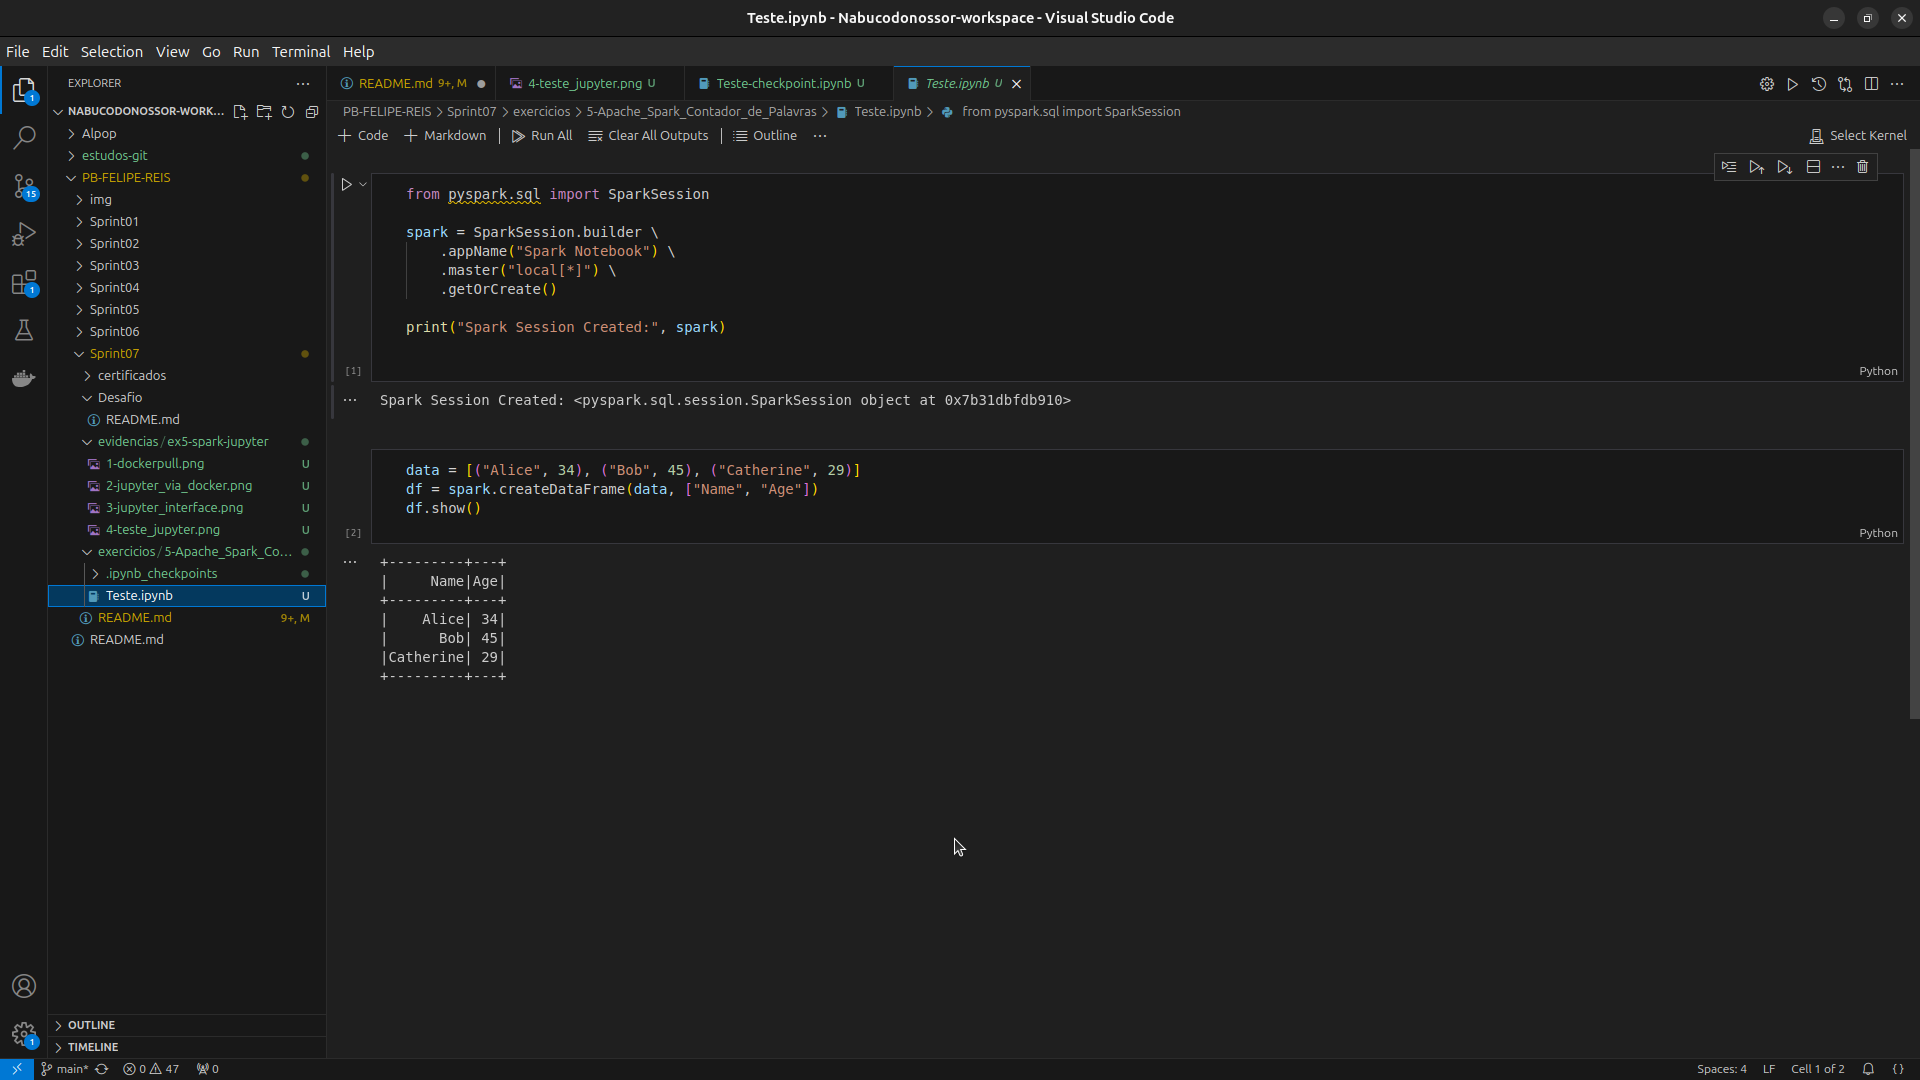 Teste.ipynb - Nabucodonossor-workspace - Visual Studio Code
File Edit Selection View Go Run Terminal Help
EXPLORER
NABUCODONOSSOR-WORK...
Alpop
estudos-git
PB-FELIPE-REIS
img
Sprint01
Sprint02
Sprint03
Sprint04
Sprint05
Sprint06
Sprint07
certificados
Desafio
README.md
evidencias/ex5-spark-jupyter
1-dockerpull.png U
2-jupyter_via_docker.png U
3-jupyter_interface.png U
4-teste_jupyter.png U
exercicios/5-Apache_Spark_Co...
.ipynb_checkpoints
Teste.ipynb U
README.md 9+, M
README.md
OUTLINE
TIMELINE
1
15
1
1
README.md 9+, M 4-teste_jupyter.png U Teste-checkpoint.ipynb U Teste.ipynb U
PB-FELIPE-REIS > Sprint07 > exercicios > 5-Apache_Spark_Contador_de_Palavras > Teste.ipynb > from pyspark.sql import SparkSession
+ Code + Markdown | Run All Clear All Outputs | Outline ... Select Kernel
from pyspark.sql import SparkSession
spark = SparkSession.builder \
.appName("Spark Notebook") \
.master("local[*]") \
.getOrCreate()
print("Spark Session Created:", spark)
[1] Python
Spark Session Created: <pyspark.sql.session.SparkSession object at 0x7b31dbfdb910>
data = [("Alice", 34), ("Bob", 45), ("Catherine", 29)]
df = spark.createDataFrame(data, ["Name", "Age"])
df.show()
[2] Python
+---------+---+
|     Name|Age|
+---------+---+
|    Alice| 34|
|      Bob| 45|
|Catherine| 29|
+---------+---+
main* 0 47 0 Spaces: 4 LF Cell 1 of 2 {}